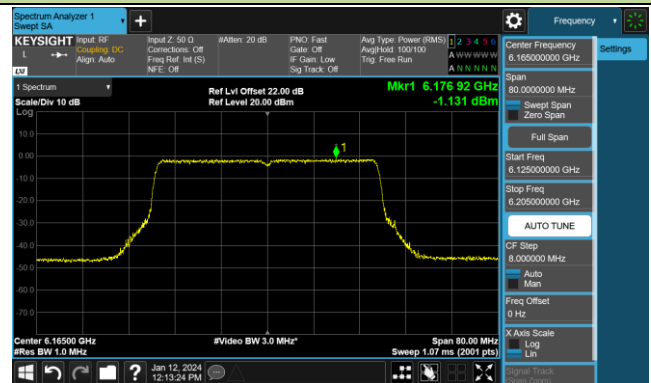 Spectrum Analyzer 1
Swept SA
+
Frequency
KEYSIGHT
L
LXI
Input: RF
Coupling: DC
Align: Auto
Input Z: 50 Ω
Corrections: Off
Freq Ref: Int (S)
NFE: Off
#Atten: 20 dB
PNO: Fast
Gate: Off
IF Gain: Low
Sig Track: Off
Avg Type: Power (RMS)
Avg|Hold: 100/100
Trig: Free Run
1 2 3 4 5 6
A W W W W W
A N N N N N
1 Spectrum
Scale/Div 10 dB
Log
Ref Lvl Offset 22.00 dB
Ref Level 20.00 dBm
Mkr1 6.176 92 GHz
-1.131 dBm
10.0
0.00
-10.0
-20.0
-30.0
-40.0
-50.0
-60.0
-70.0
1
Center 6.16500 GHz
#Res BW 1.0 MHz
#Video BW 3.0 MHz*
Span 80.00 MHz
Sweep 1.07 ms (2001 pts)
Jan 12, 2024
12:13:24 PM
?
Center Frequency
6.165000000 GHz
Span
80.0000000 MHz
Swept Span
Zero Span
Full Span
Start Freq
6.125000000 GHz
Stop Freq
6.205000000 GHz
AUTO TUNE
CF Step
8.000000 MHz
Auto
Man
Freq Offset
0 Hz
X Axis Scale
Log
Lin
Signal Track
(Span Zoom)
Settings